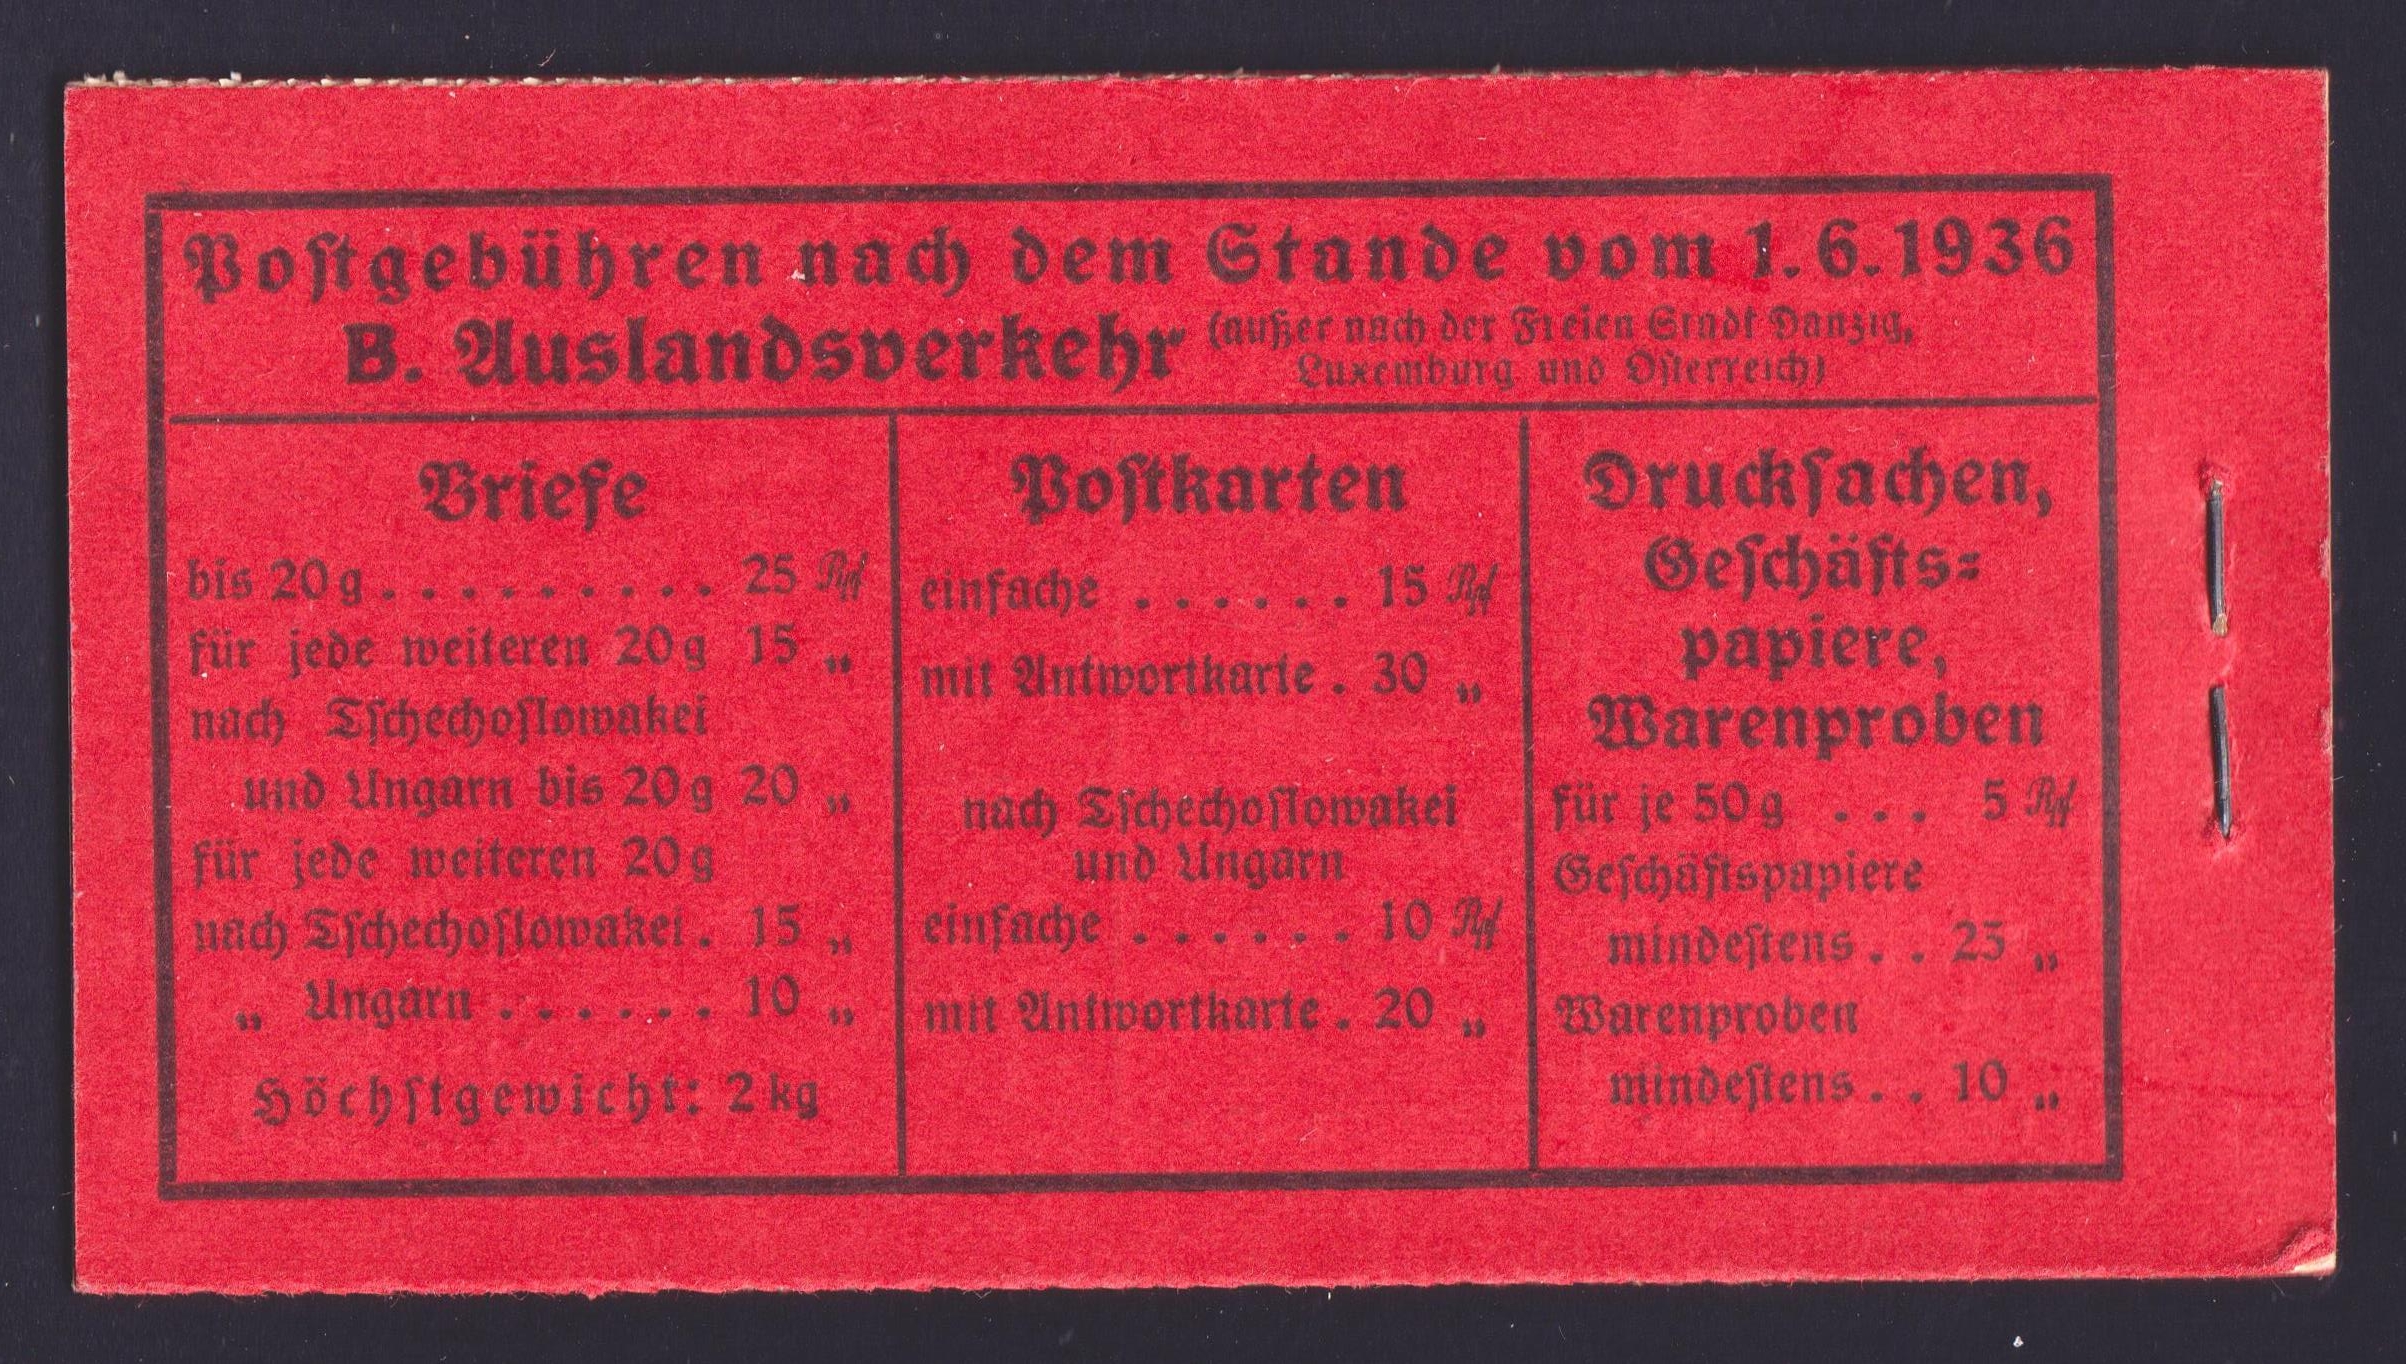 Postgebühren nach dem Stande vom 1.6.1936
B. Auslandsverkehr (außer nach der Freien Stadt Danzig,
Luxemburg und Österreich)
Briefe
bis 20 g . . . . . . . . . . 25 Rpf
für jede weiteren 20 g 15 „
nach Tschechoslowakei
und Ungarn bis 20 g 20 „
für jede weiteren 20 g
nach Tschechoslowakei . 15 „
„ Ungarn . . . . . . 10 „
Höchstgewicht: 2 kg
Postkarten
einfache . . . . . . 15 Rpf
mit Antwortkarte . 30 „
nach Tschechoslowakei
und Ungarn
einfache . . . . . . 10 Rpf
mit Antwortkarte . 20 „
Drucksachen,
Geschäfts=
papiere,
Warenproben
für je 50 g . . . 5 Rpf
Geschäftspapiere
mindestens . . 25 „
Warenproben
mindestens . . 10 „